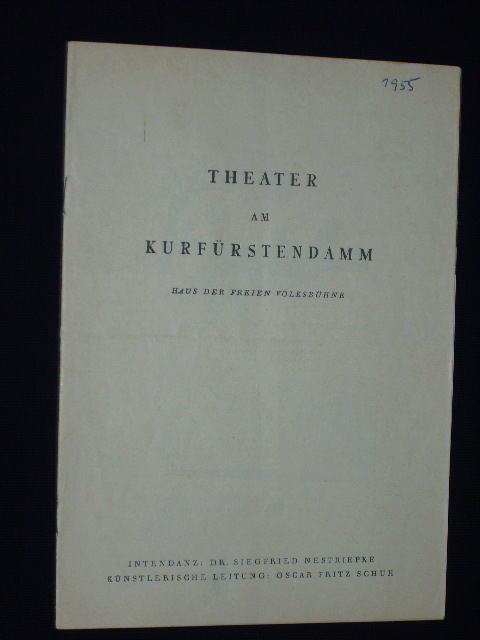 1955
THEATER
AM
KURFÜRSTENDAMM
HAUS DER FREIEN VOLKSBÜHNE
INTENDANZ: DR. SIEGFRIED NESTRIEPKE
KÜNSTLERISCHE LEITUNG: OSCAR FRITZ SCHUH